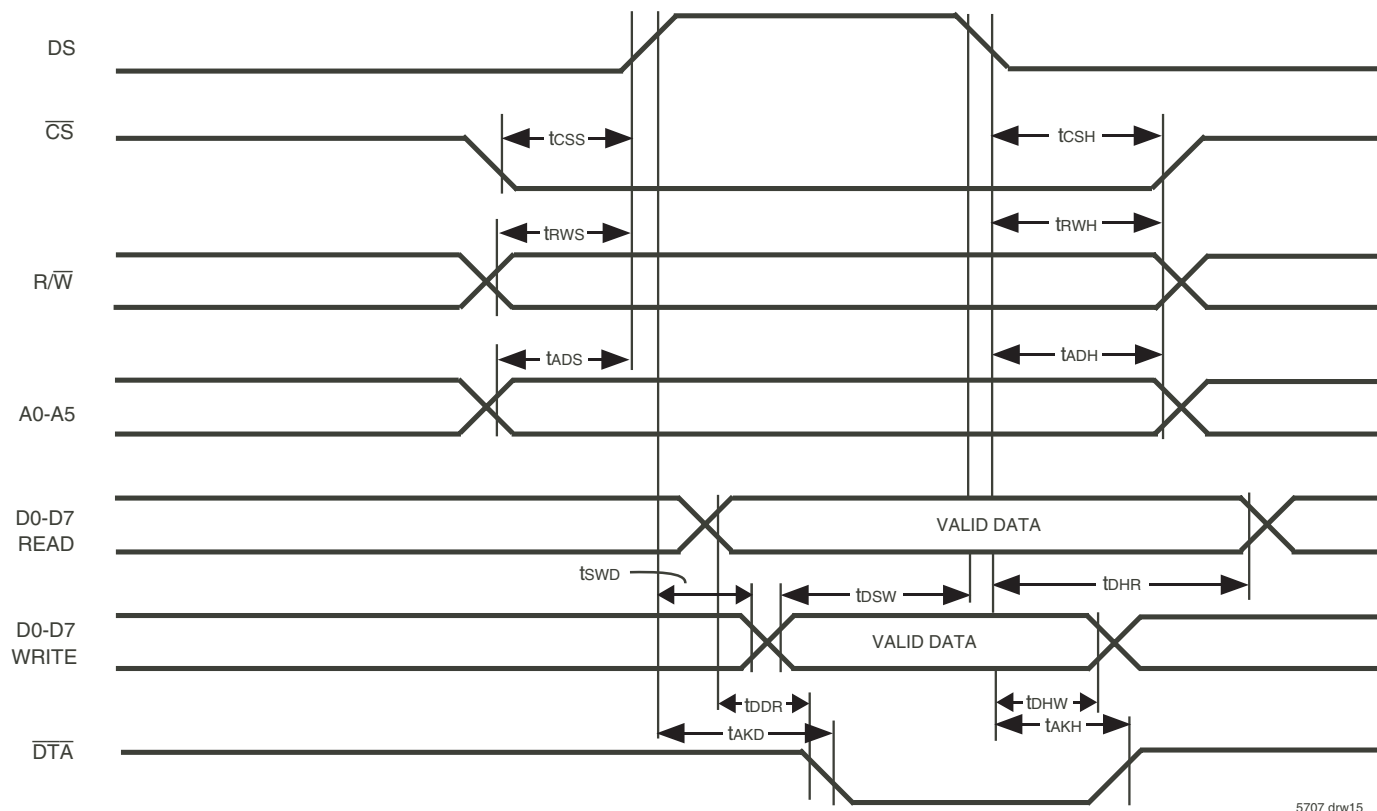 DS
CS
tCSS
tCSH
tRWS
tRWH
R/W
tADS
tADH
A0-A5
D0-D7
READ
VALID DATA
tSWD
tDSW
tDHR
D0-D7
WRITE
VALID DATA
tDDR
tDHW
tAKD
tAKH
DTA
5707 drw15